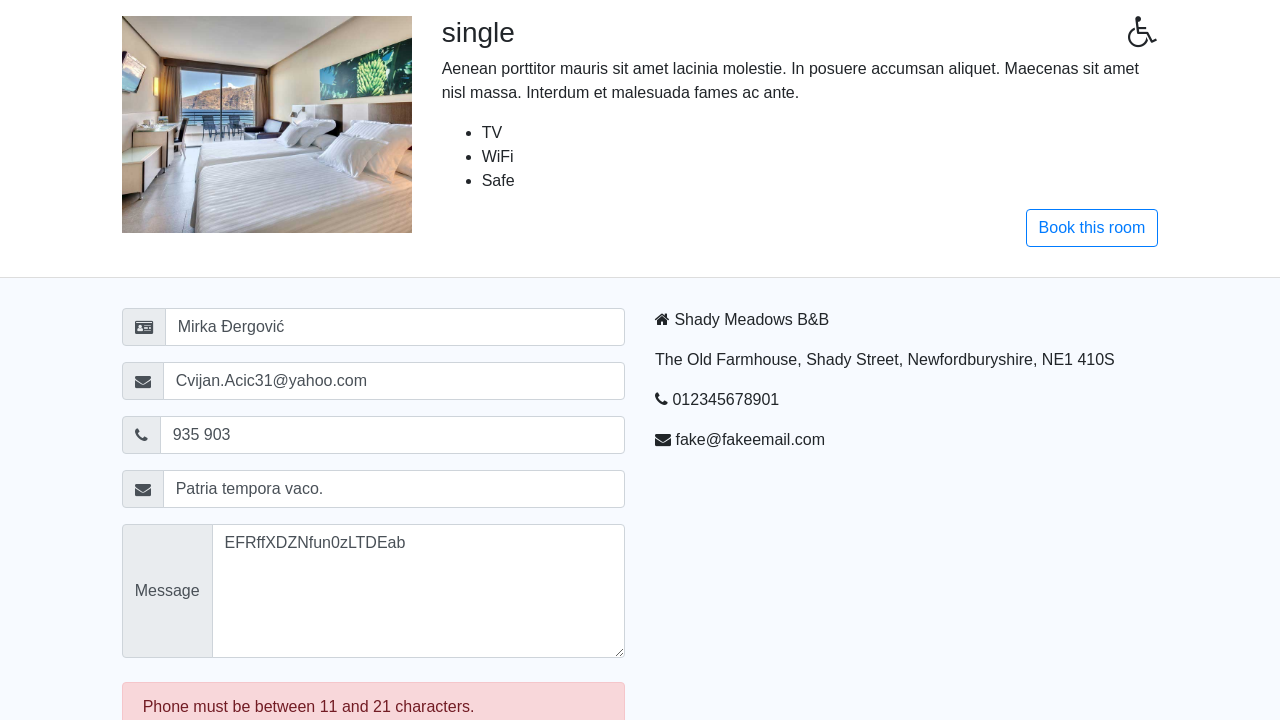 single
Aenean porttitor mauris sit amet lacinia molestie. In posuere accumsan aliquet. Maecenas sit amet
nisl massa. Interdum et malesuada fames ac ante.
TV
WiFi
Safe
Book this room
Mirka Đergović
Cvijan.Acic31@yahoo.com
935 903
Patria tempora vaco.
Message
EFRffXDZNfun0zLTDEab
Phone must be between 11 and 21 characters.
Shady Meadows B&B
The Old Farmhouse, Shady Street, Newfordburyshire, NE1 410S
012345678901
fake@fakeemail.com